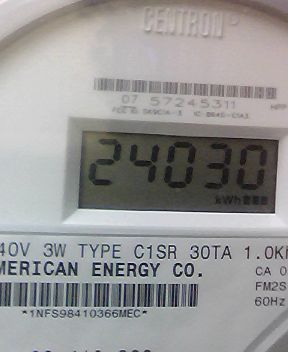 CENTRON
07 57245311
24030
kWh
40V 3W TYPE C1SR 30TA 1.0K
MERICAN ENERGY CO.
CA 0
FM2S
60Hz
*1NFS98410366MEC*